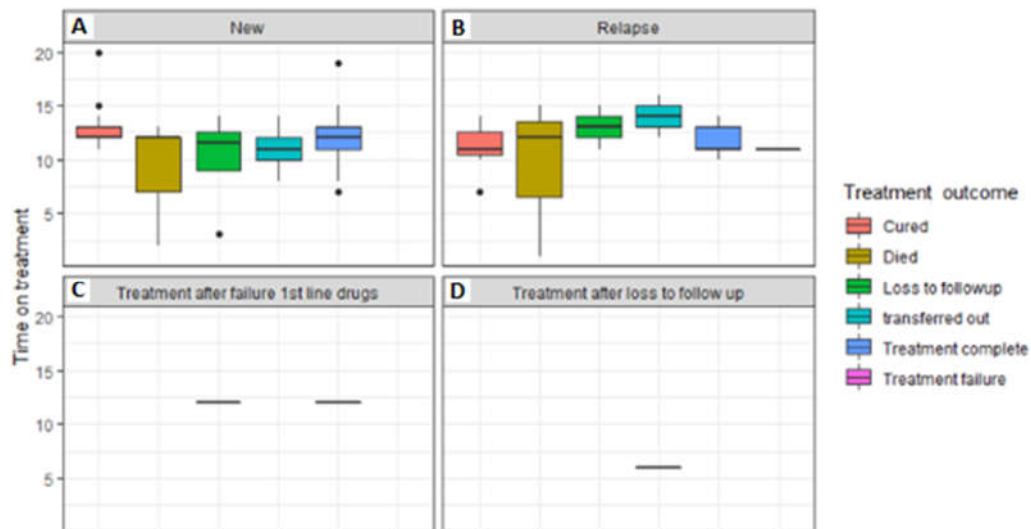 A New
B Relapse
20
15
10
5
Time on treatment
C Treatment after failure 1st line drugs
D Treatment after loss to follow up
20
15
10
5
Treatment outcome
Cured
Died
Loss to followup
transferred out
Treatment complete
Treatment failure